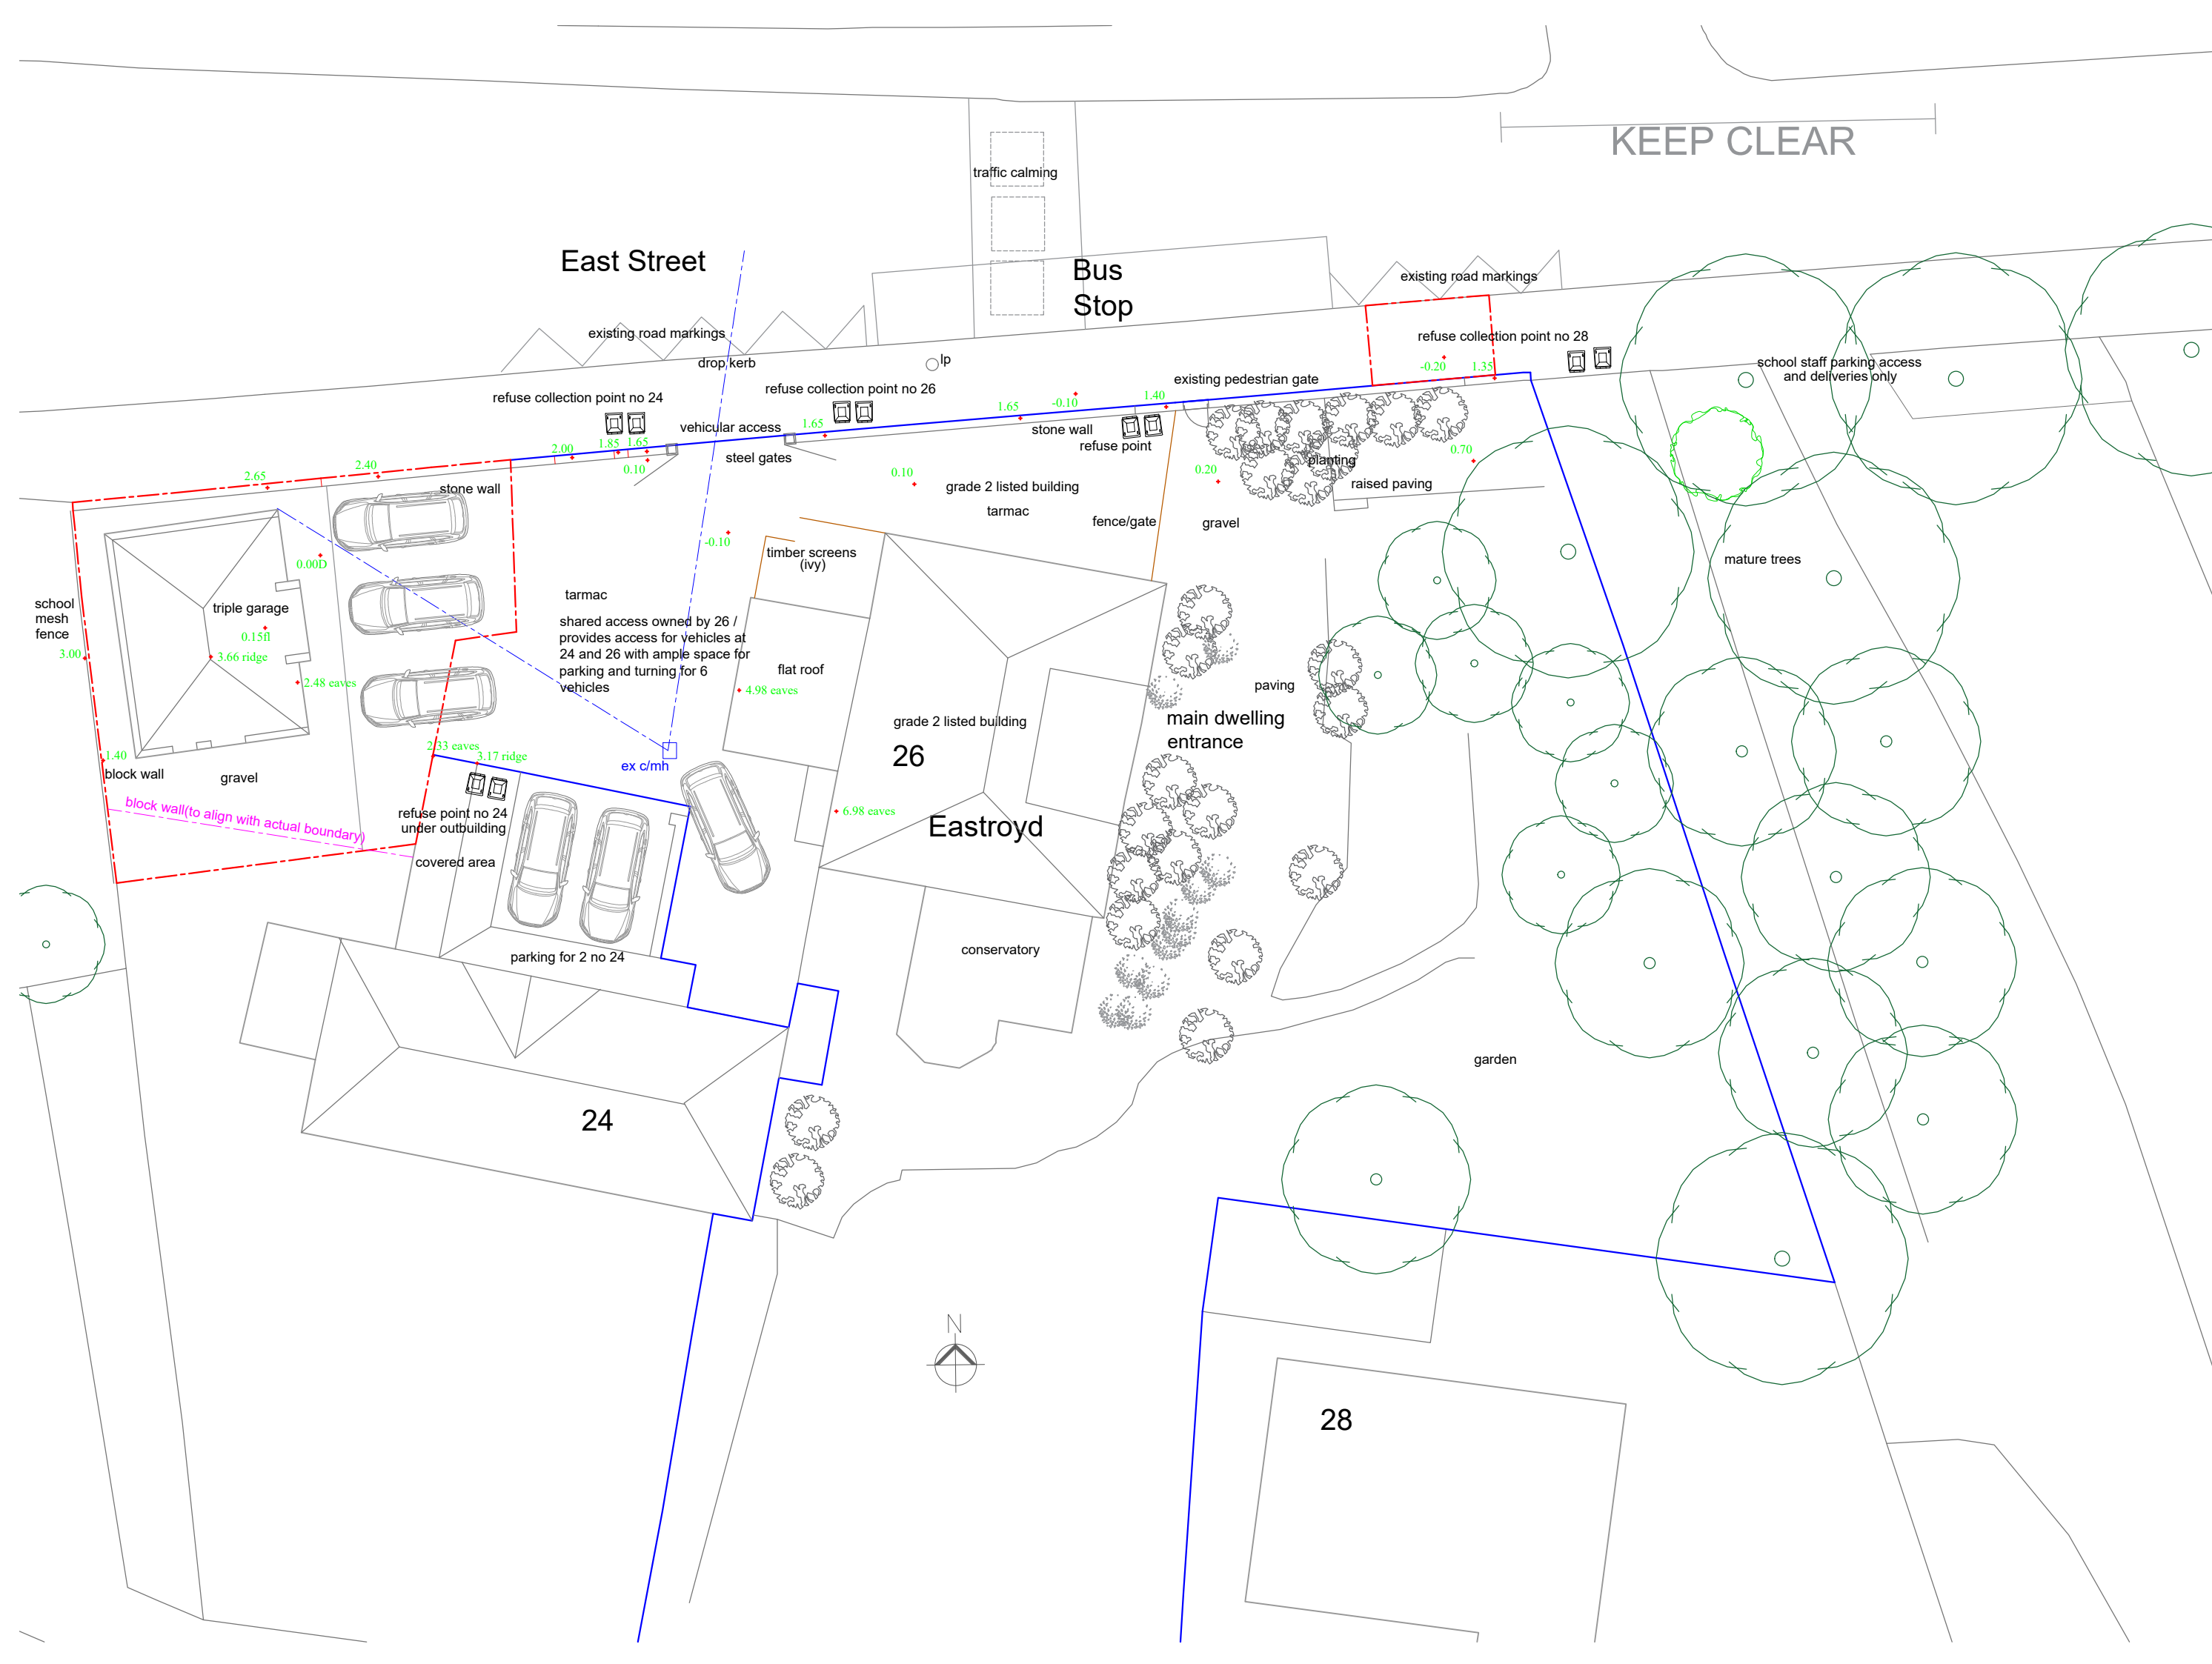 KEEP CLEAR
traffic calming
East Street
Bus
Stop
existing road markings
existing road markings
refuse collection point no 28
drop kerb
lp
school staff parking access
and deliveries only
-0.20
1.35
existing pedestrian gate
refuse collection point no 26
refuse collection point no 24
1.40
-0.10
1.65
1.65
vehicular access
stone wall
refuse point
2.00
1.85
1.65
steel gates
0.10
2.65
2.40
stone wall
0.10
grade 2 listed building
tarmac
fence/gate
0.20
gravel
planting
raised paving
0.70
mature trees
-0.10
timber screens
(ivy)
0.00D
triple garage
0.15fl
3.66 ridge
2.48 eaves
school
mesh
fence
3.00
tarmac
shared access owned by 26 /
provides access for vehicles at
24 and 26 with ample space for
parking and turning for 6
vehicles
flat roof
4.98 eaves
grade 2 listed building
26
paving
main dwelling
entrance
2.33 eaves
3.17 ridge
ex c/mh
1.40
block wall
gravel
block wall(to align with actual boundary)
refuse point no 24
under outbuilding
covered area
6.98 eaves
Eastroyd
conservatory
parking for 2 no 24
garden
24
N
28